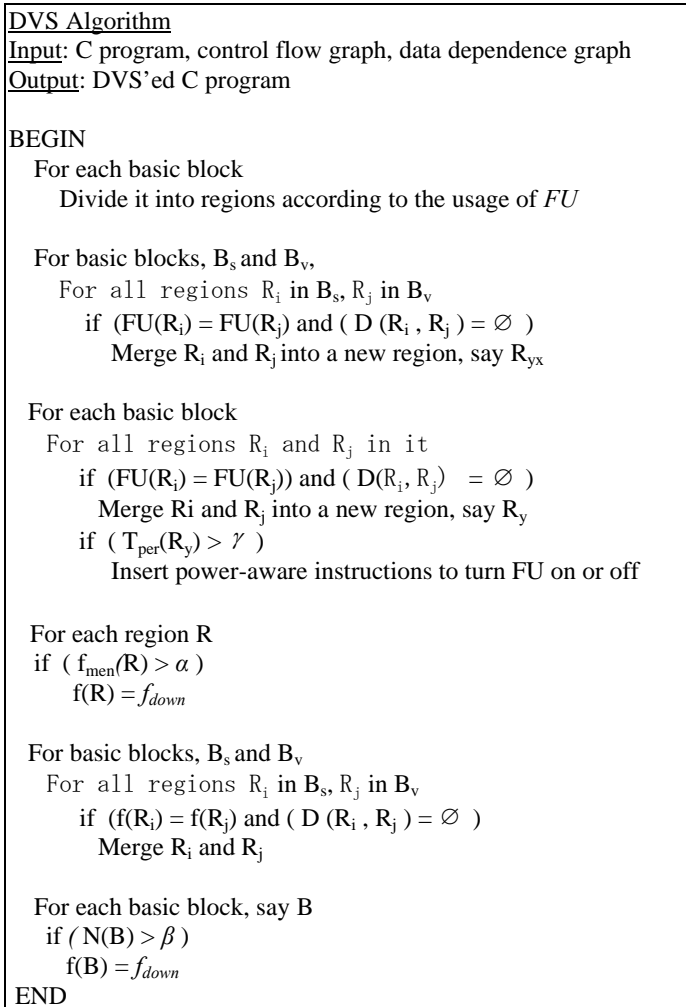 DVS Algorithm
Input: C program, control flow graph, data dependence graph
Output: DVS’ed C program
BEGIN
For each basic block
Divide it into regions according to the usage of FU
For basic blocks, Bs and Bv,
For all regions Ri in Bs, Rj in Bv
if (FU(Ri) = FU(Rj) and ( D (Ri , Rj ) = ∅ )
Merge Ri and Rj into a new region, say Ryx
For each basic block
For all regions Ri and Rj in it
if (FU(Ri) = FU(Rj)) and ( D(Ri, Rj) = ∅ )
Merge Ri and Rj into a new region, say Ry
if ( Tper(Ry) > γ )
Insert power-aware instructions to turn FU on or off
For each region R
if ( fmen(R) > α )
f(R) = fdown
For basic blocks, Bs and Bv
For all regions Ri in Bs, Rj in Bv
if (f(Ri) = f(Rj) and ( D (Ri , Rj ) = ∅ )
Merge Ri and Rj
For each basic block, say B
if ( N(B) > β )
f(B) = fdown
END